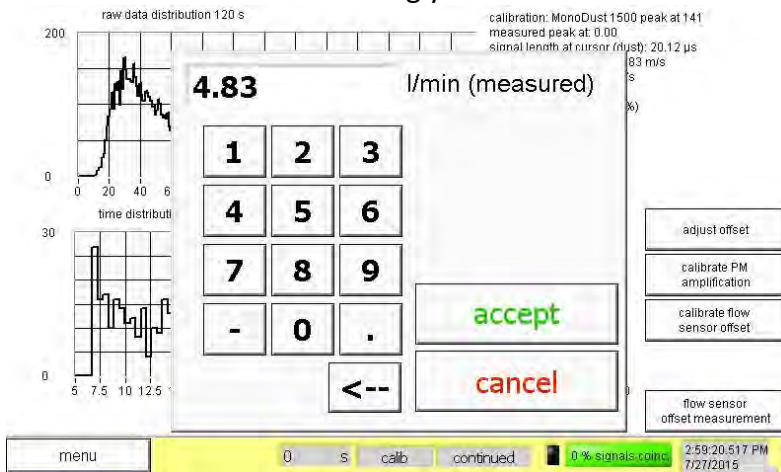 raw data distribution 120 s
calibration: MonoDust 1500 peak at 141
measured peak at: 0.00
signal length at cursor (dust): 20.12 µs
83 m/s
200
0
0 20 40 6
4.83 l/min (measured)
%)
1 2 3
4 5 6
7 8 9
- 0 .
<--
accept
cancel
time distributi
30
0
5 7.5 10 12.5
adjust offset
calibrate PM
amplification
calibrate flow
sensor offset
flow sensor
offset measurement
menu
0 s calib continued 0 % signals coinc.
2:59:20.517 PM
7/27/2015